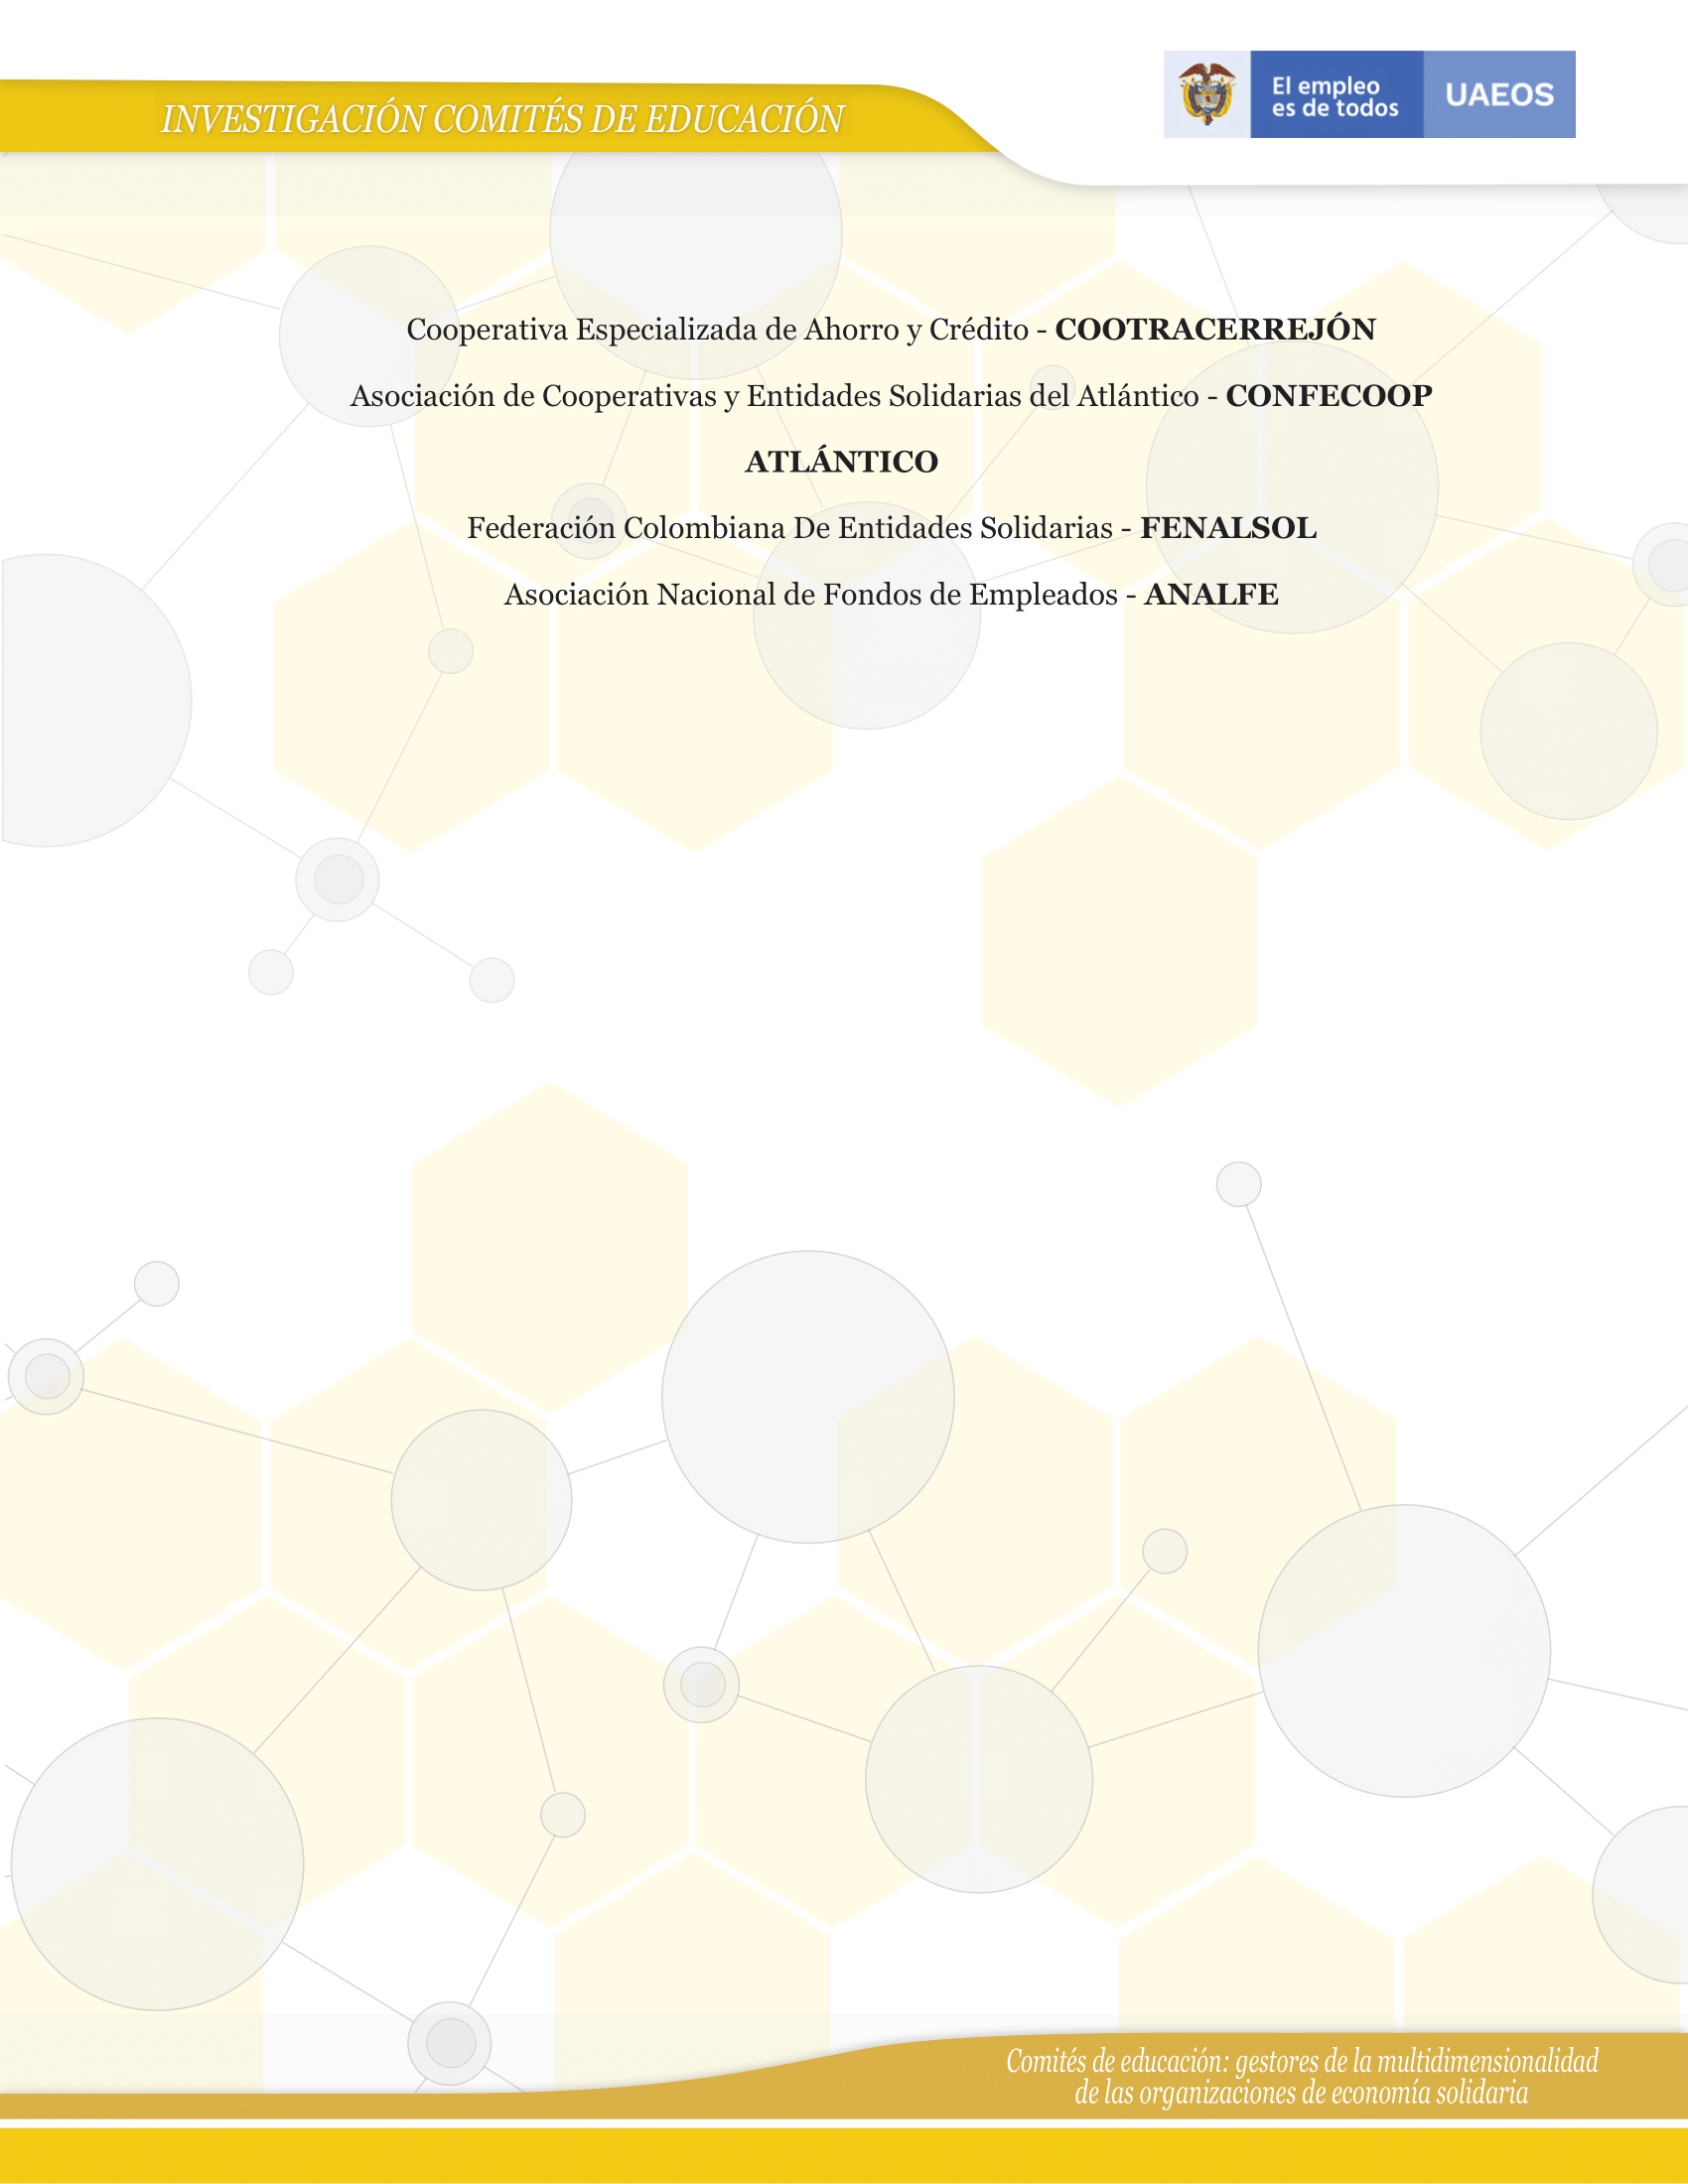 INVESTIGACIÓN COMITÉS DE EDUCACIÓN
El empleo
es de todos
UAEOS
Cooperativa Especializada de Ahorro y Crédito - COOTRACERREJÓN
Asociación de Cooperativas y Entidades Solidarias del Atlántico - CONFECOOP
ATLÁNTICO
Federación Colombiana De Entidades Solidarias - FENALSOL
Asociación Nacional de Fondos de Empleados - ANALFE
Comités de educación: gestores de la multidimensionalidad
de las organizaciones de economía solidaria